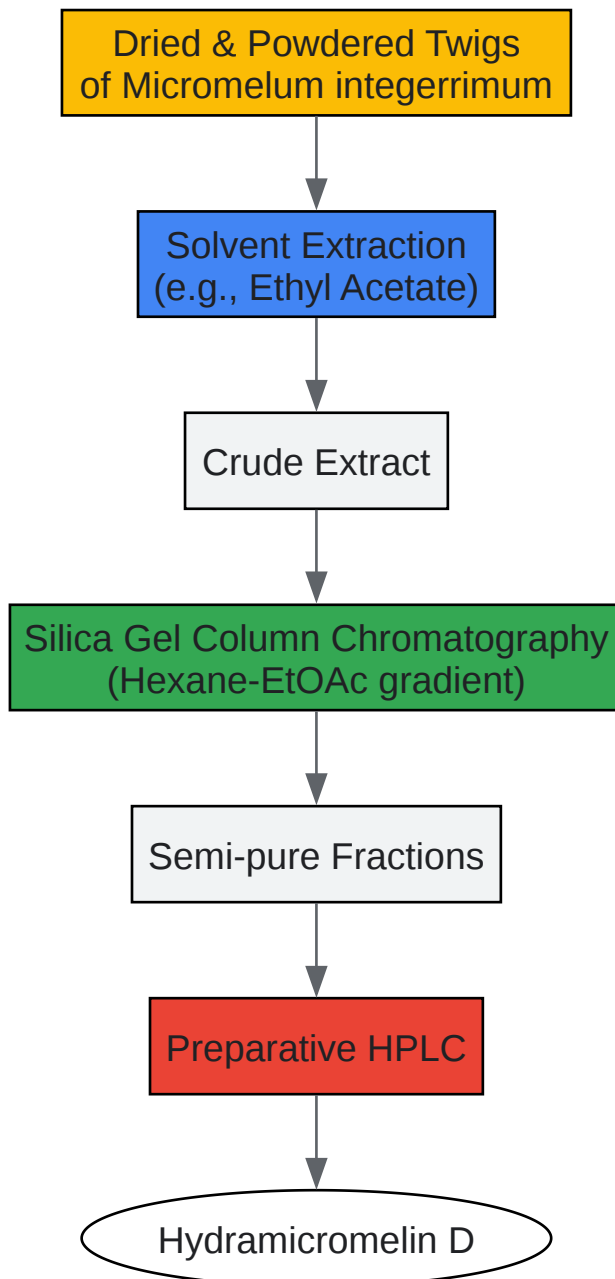 Dried & Powdered Twigs
of Micromelum integerrimum
Solvent Extraction
(e.g., Ethyl Acetate)
Crude Extract
Silica Gel Column Chromatography
(Hexane-EtOAc gradient)
Semi-pure Fractions
Preparative HPLC
Hydramicromelin D